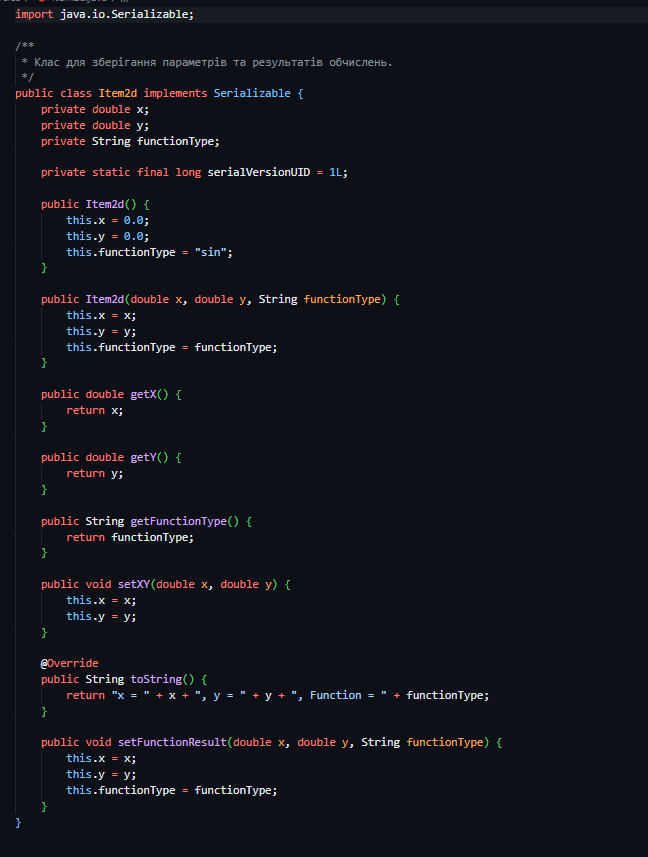 import java.io.Serializable;
/**
 * Клас для зберігання параметрів та результатів обчислень.
 */
public class Item2d implements Serializable {
    private double x;
    private double y;
    private String functionType;
    private static final long serialVersionUID = 1L;
    public Item2d() {
        this.x = 0.0;
        this.y = 0.0;
        this.functionType = "sin";
    }
    public Item2d(double x, double y, String functionType) {
        this.x = x;
        this.y = y;
        this.functionType = functionType;
    }
    public double getX() {
        return x;
    }
    public double getY() {
        return y;
    }
    public String getFunctionType() {
        return functionType;
    }
    public void setXY(double x, double y) {
        this.x = x;
        this.y = y;
    }
    @Override
    public String toString() {
        return "x = " + x + ", y = " + y + ", Function = " + functionType;
    }
    public void setFunctionResult(double x, double y, String functionType) {
        this.x = x;
        this.y = y;
        this.functionType = functionType;
    }
}